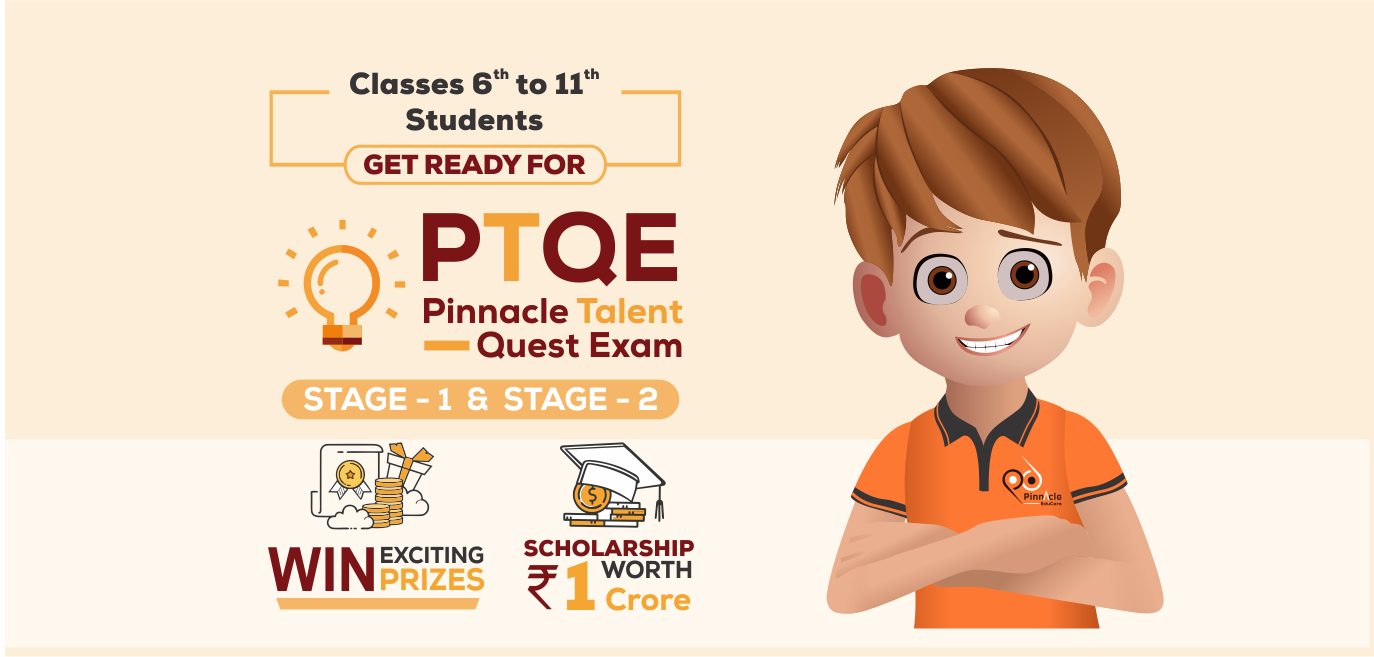 Classes 6th to 11th
Students
GET READY FOR
PTQE
Pinnacle Talent
Quest Exam
STAGE - 1 & STAGE - 2
WIN EXCITING
PRIZES
SCHOLARSHIP
WORTH
₹1 Crore
Pinnacle
EduCore